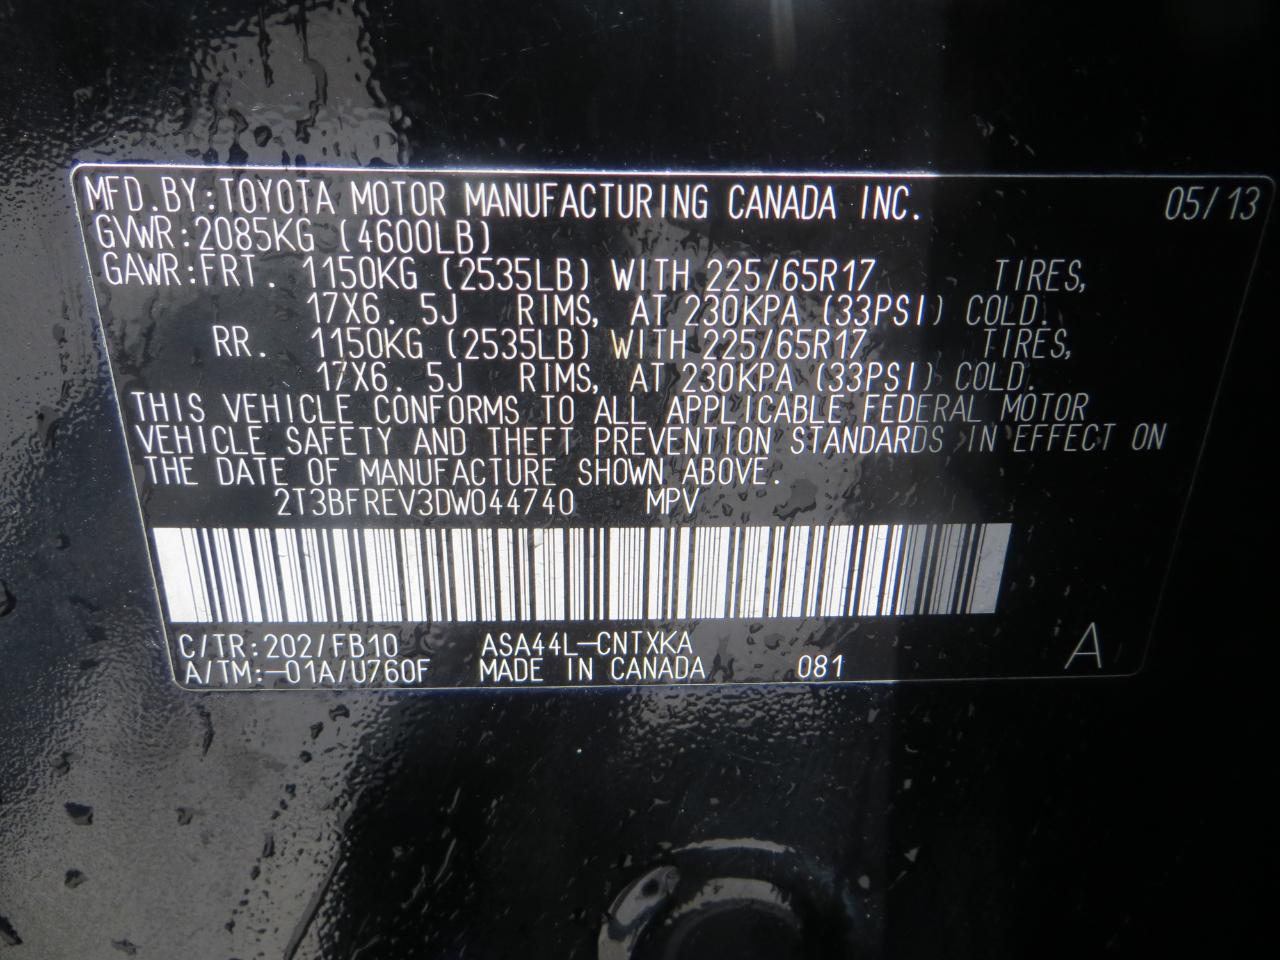 MFD.BY:TOYOTA MOTOR MANUFACTURING CANADA INC. 05/13
GVWR:2085KG (4600LB)
GAWR:FRT. 1150KG (2535LB) WITH 225/65R17 TIRES,
17X6.5J RIMS, AT 230KPA (33PSI) COLD.
RR. 1150KG (2535LB) WITH 225/65R17 TIRES,
17X6.5J RIMS, AT 230KPA (33PSI) COLD.
THIS VEHICLE CONFORMS TO ALL APPLICABLE FEDERAL MOTOR
VEHICLE SAFETY AND THEFT PREVENTION STANDARDS IN EFFECT ON
THE DATE OF MANUFACTURE SHOWN ABOVE.
2T3BFREV3DW044740 MPV
C/TR:202/FB10 ASA44L-CNTXKA
A/TM:-01A/U760F MADE IN CANADA 081 A